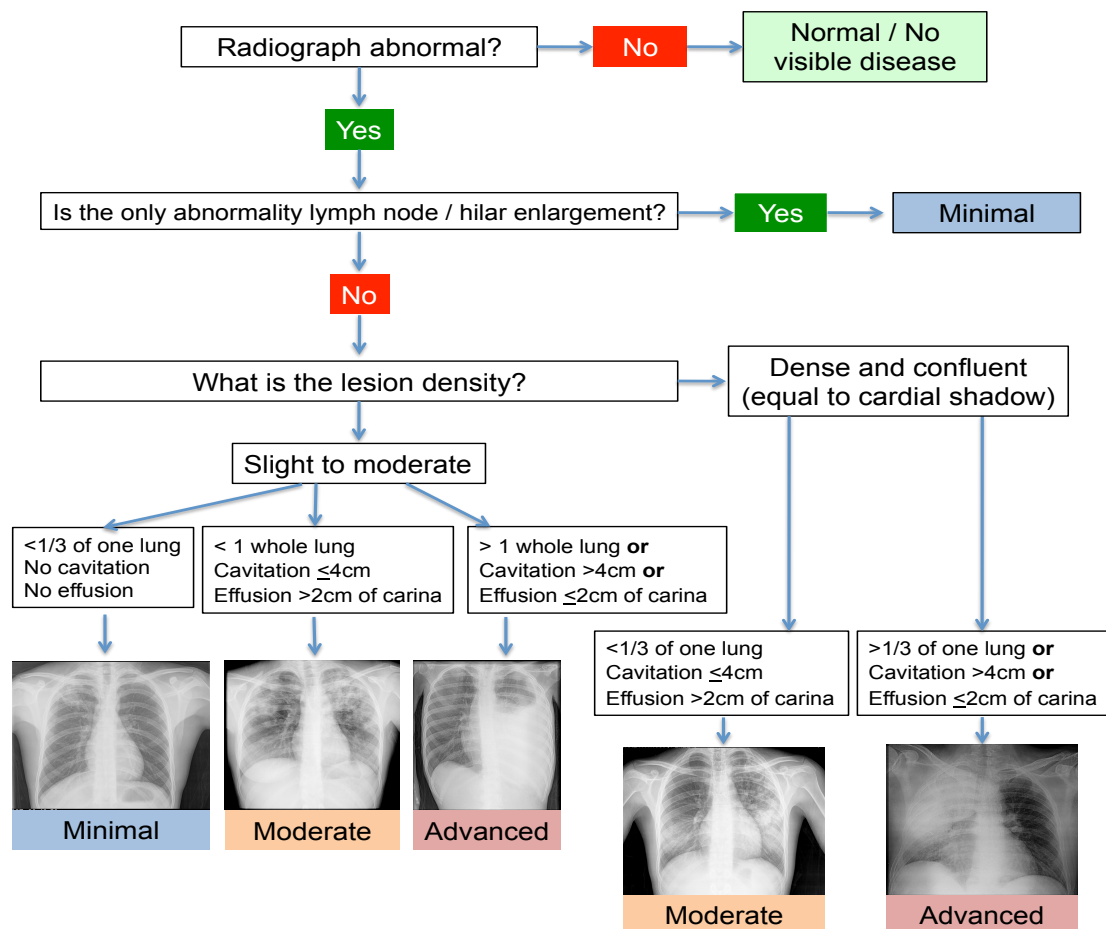 Radiograph abnormal?
No
Normal / No
visible disease
Yes
Is the only abnormality lymph node / hilar enlargement?
Yes
Minimal
No
What is the lesion density?
Dense and confluent
(equal to cardial shadow)
Slight to moderate
<1/3 of one lung
No cavitation
No effusion
< 1 whole lung
Cavitation ≤4cm
Effusion >2cm of carina
> 1 whole lung or
Cavitation >4cm or
Effusion ≤2cm of carina
<1/3 of one lung
Cavitation ≤4cm
Effusion >2cm of carina
>1/3 of one lung or
Cavitation >4cm or
Effusion ≤2cm of carina
Minimal
Moderate
Advanced
Moderate
Advanced